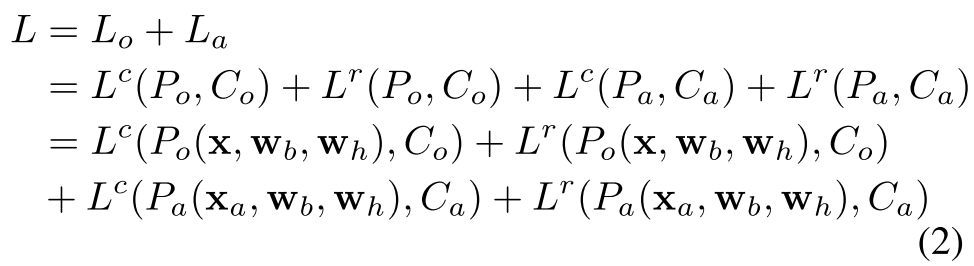 L = L_o + L_a
= L^c(P_o, C_o) + L^r(P_o, C_o) + L^c(P_a, C_a) + L^r(P_a, C_a)
= L^c(P_o(x, w_b, w_h), C_o) + L^r(P_o(x, w_b, w_h), C_o)
+ L^c(P_a(x_a, w_b, w_h), C_a) + L^r(P_a(x_a, w_b, w_h), C_a)
(2)